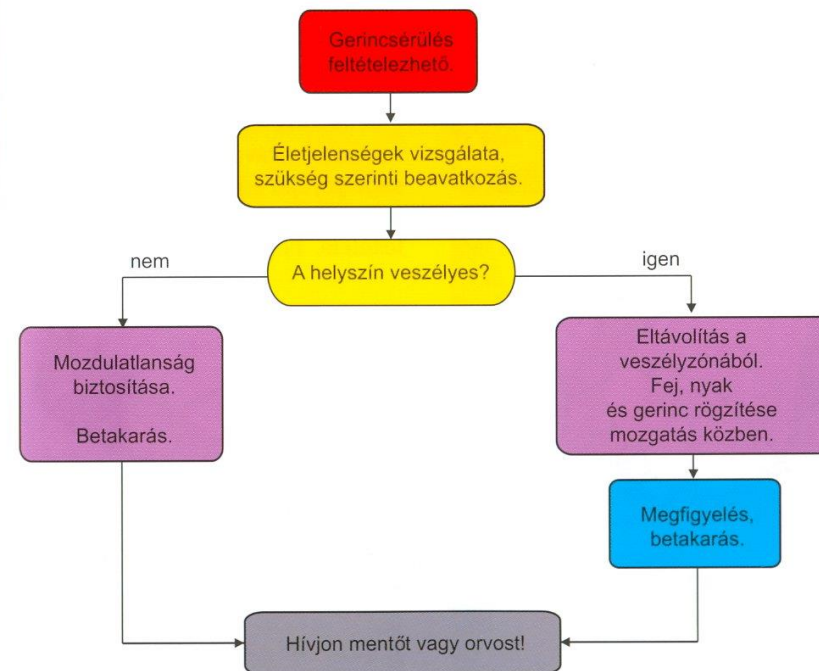 Gerincsérülés
feltételezhető.
Életjelenségek vizsgálata,
szükség szerinti beavatkozás.
A helyszín veszélyes?
nem
igen
Mozdulatlanság
biztosítása.
Betakarás.
Eltávolítás a
veszélyzónából.
Fej, nyak
és gerinc rögzítése
mozgatás közben.
Megfigyelés,
betakarás.
Hívjon mentőt vagy orvost!